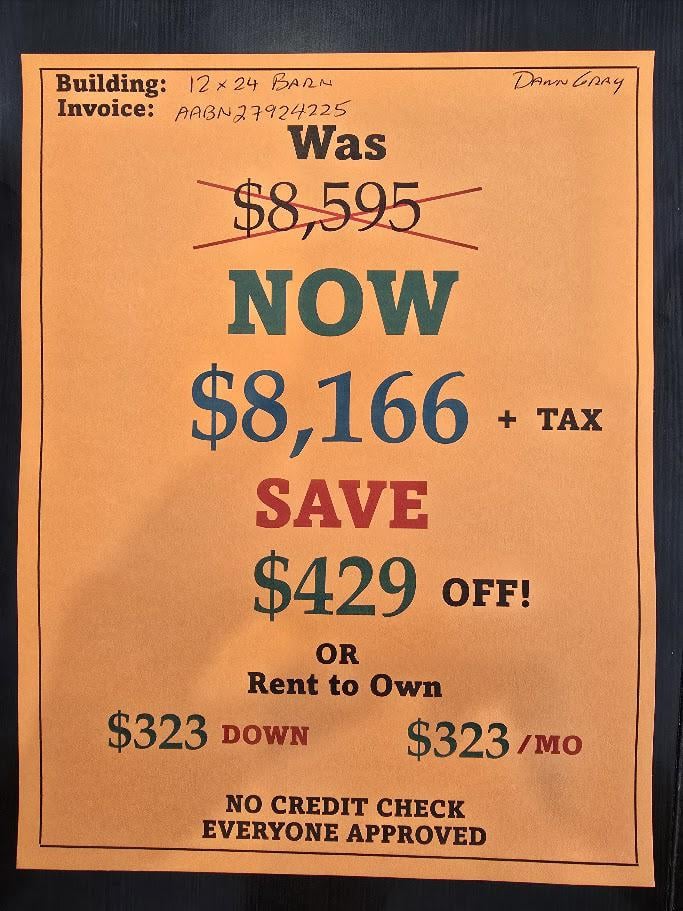 Building: 12 x 24 BARN DAWN GRAY
Invoice: AABN27924225
Was
$8,595
NOW
$8,166 + TAX
SAVE
$429 OFF!
OR
Rent to Own
$323 DOWN $323 /MO
NO CREDIT CHECK
EVERYONE APPROVED